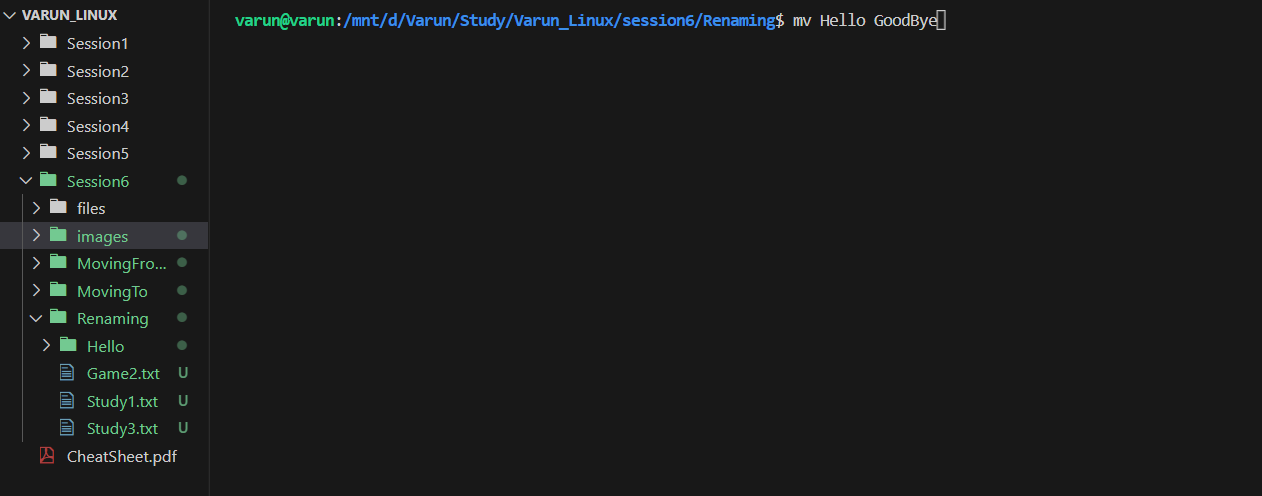 VARUN_LINUX
Session1
Session2
Session3
Session4
Session5
Session6
files
images
MovingFro...
MovingTo
Renaming
Hello
Game2.txt U
Study1.txt U
Study3.txt U
CheatSheet.pdf
varun@varun:/mnt/d/Varun/Study/Varun_Linux/session6/Renaming$ mv Hello GoodBye